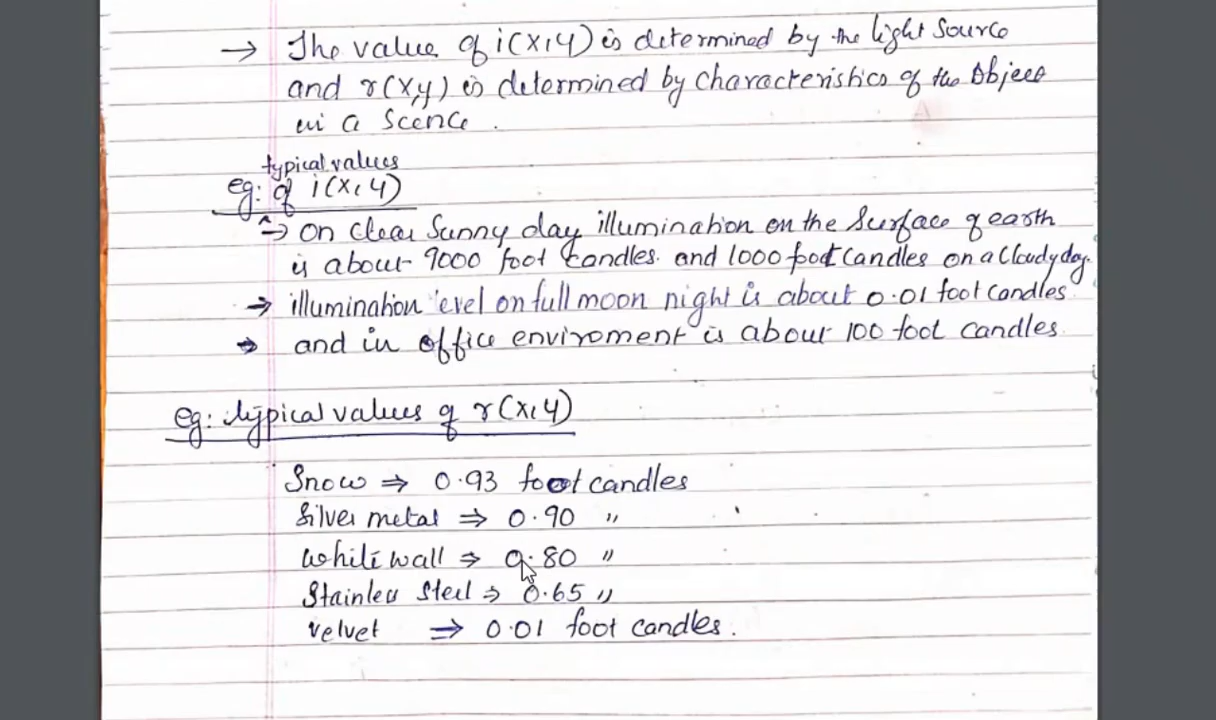 → The value of i(x,y) is determined by the light source
and r(x,y) is determined by characteristics of the object
in a Scence.
typical values
eg: of i(x,y)
→ on clear Sunny day illumination on the Surface of earth
is about 9000 foot candles. and 1000 foot candles on a Cloudy day.
→ illumination level on full moon night is about 0.01 foot candles.
→ and in office enviroment is about 100 foot candles.
eg: typical values of r(x,y)
Snow ⇒ 0.93 foot candles
Silver metal ⇒ 0.90 "
White wall ⇒ 0.80 "
Stainless Steel ⇒ 0.65 "
velvet ⇒ 0.01 foot candles.